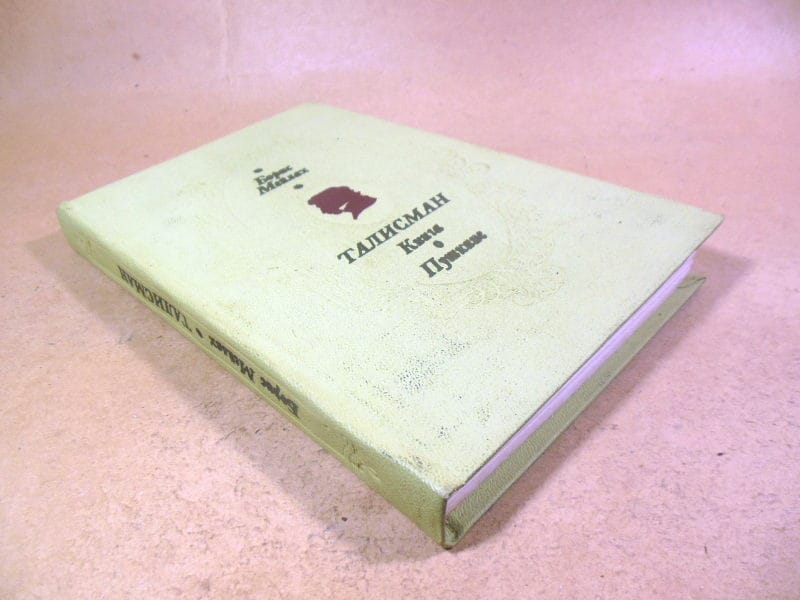 Борис
Мейлах
ТАЛИСМАН
Книга
о
Пушкине
Борис Мейлах • ТАЛИСМАН